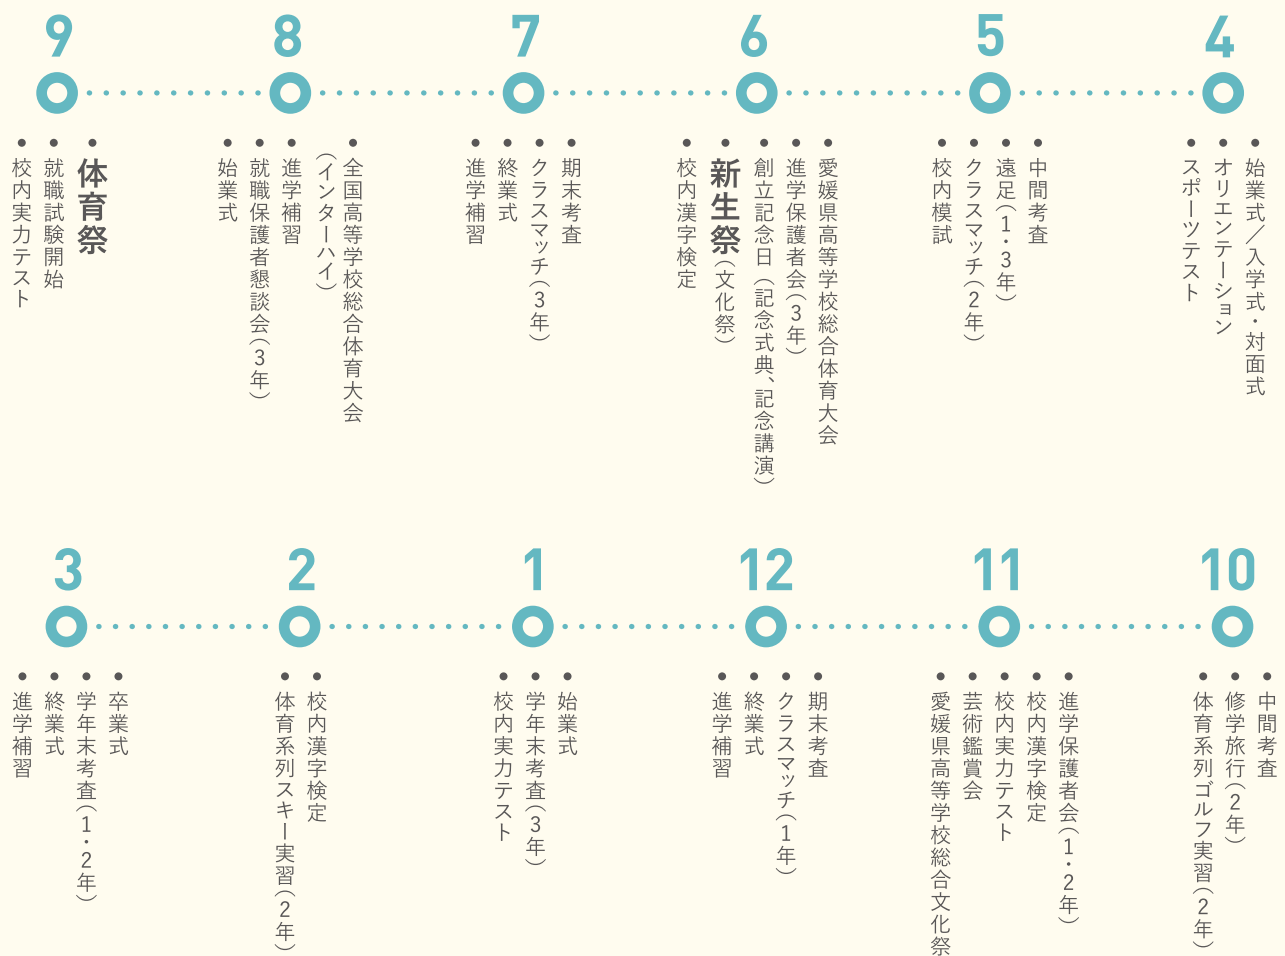 4
● 始業式／入学式・対面式
● オリエンテーション
● スポーツテスト
5
● 中間考査
● 遠足（1・3年）
● クラスマッチ（2年）
● 校内模試
6
● 愛媛県高等学校総合体育大会
● 進学保護者会（3年）
● 創立記念日（記念式典、記念講演）
● 新生祭（文化祭）
● 校内漢字検定
7
● 期末考査
● クラスマッチ（3年）
● 終業式
● 進学補習
8
● 全国高等学校総合体育大会
（インターハイ）
● 進学補習
● 就職保護者懇談会（3年）
● 始業式
9
● 体育祭
● 就職試験開始
● 校内実力テスト
10
● 中間考査
● 修学旅行（2年）
● 体育系列ゴルフ実習（2年）
11
● 進学保護者会（1・2年）
● 校内漢字検定
● 校内実力テスト
● 芸術鑑賞会
● 愛媛県高等学校総合文化祭
12
● 期末考査
● クラスマッチ（1年）
● 終業式
● 進学補習
1
● 始業式
● 学年末考査（3年）
● 校内実力テスト
2
● 校内漢字検定
● 体育系列スキー実習（2年）
3
● 卒業式
● 学年末考査（1・2年）
● 終業式
● 進学補習